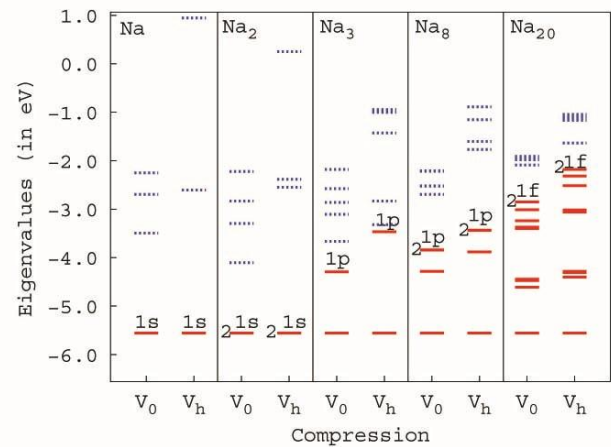 1.0
0.0
-1.0
-2.0
-3.0
-4.0
-5.0
-6.0
Eigenvalues (in eV)
Na
Na₂
Na₃
Na₈
Na₂₀
1s
1s
2 1s
2 1s
1p
1p
2 1p
2 1p
2 1f
2 1f
V₀ Vₕ V₀ Vₕ V₀ Vₕ V₀ Vₕ V₀ Vₕ
Compression